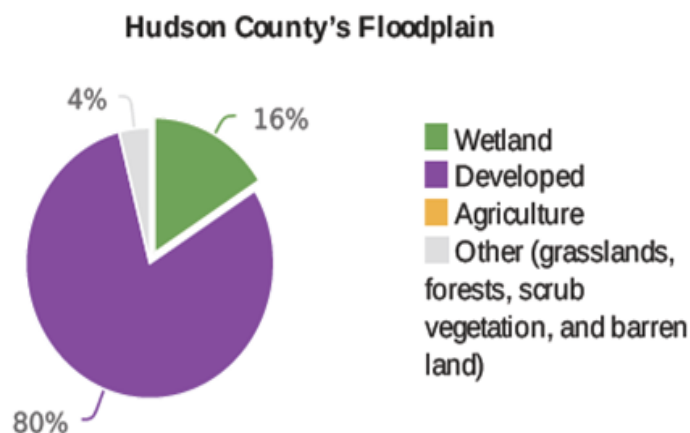 Hudson County's Floodplain
4%
16%
80%
Wetland
Developed
Agriculture
Other (grasslands,
forests, scrub
vegetation, and barren
land)